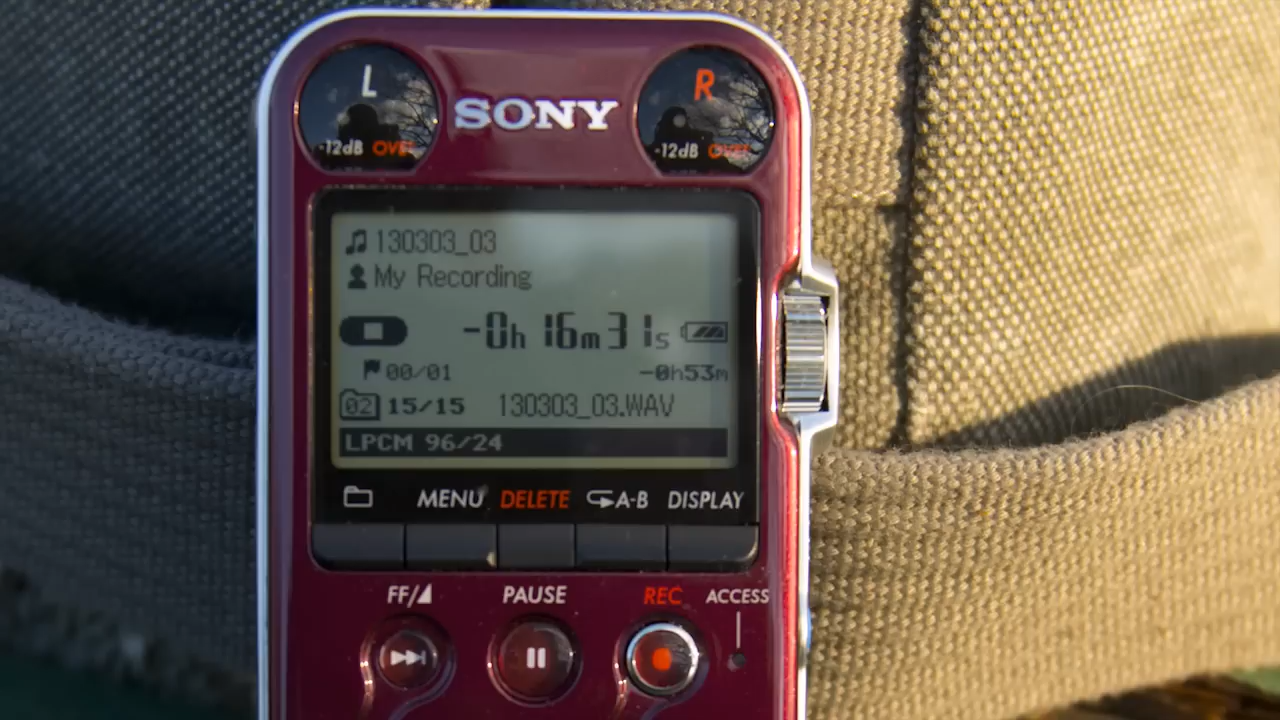 L
SONY
R
-12dB OVER
-12dB OVER
130303_03
My Recording
-0h 16m 31s
00/01
-0h53m
02 15/15 130303_03.WAV
LPCM 96/24
MENU DELETE A-B DISPLAY
FF/ PAUSE REC ACCESS